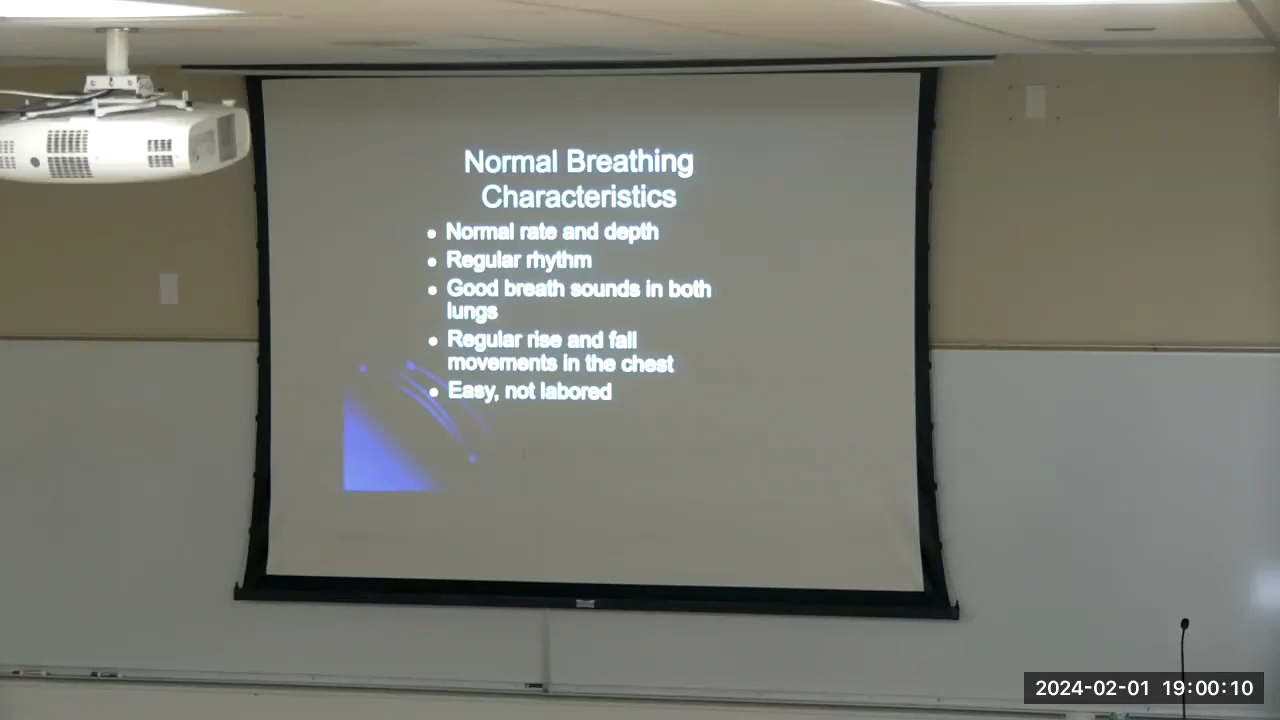 Normal Breathing
Characteristics
• Normal rate and depth
• Regular rhythm
• Good breath sounds in both
lungs
• Regular rise and fall
movements in the chest
• Easy, not labored
2024-02-01 19:00:10